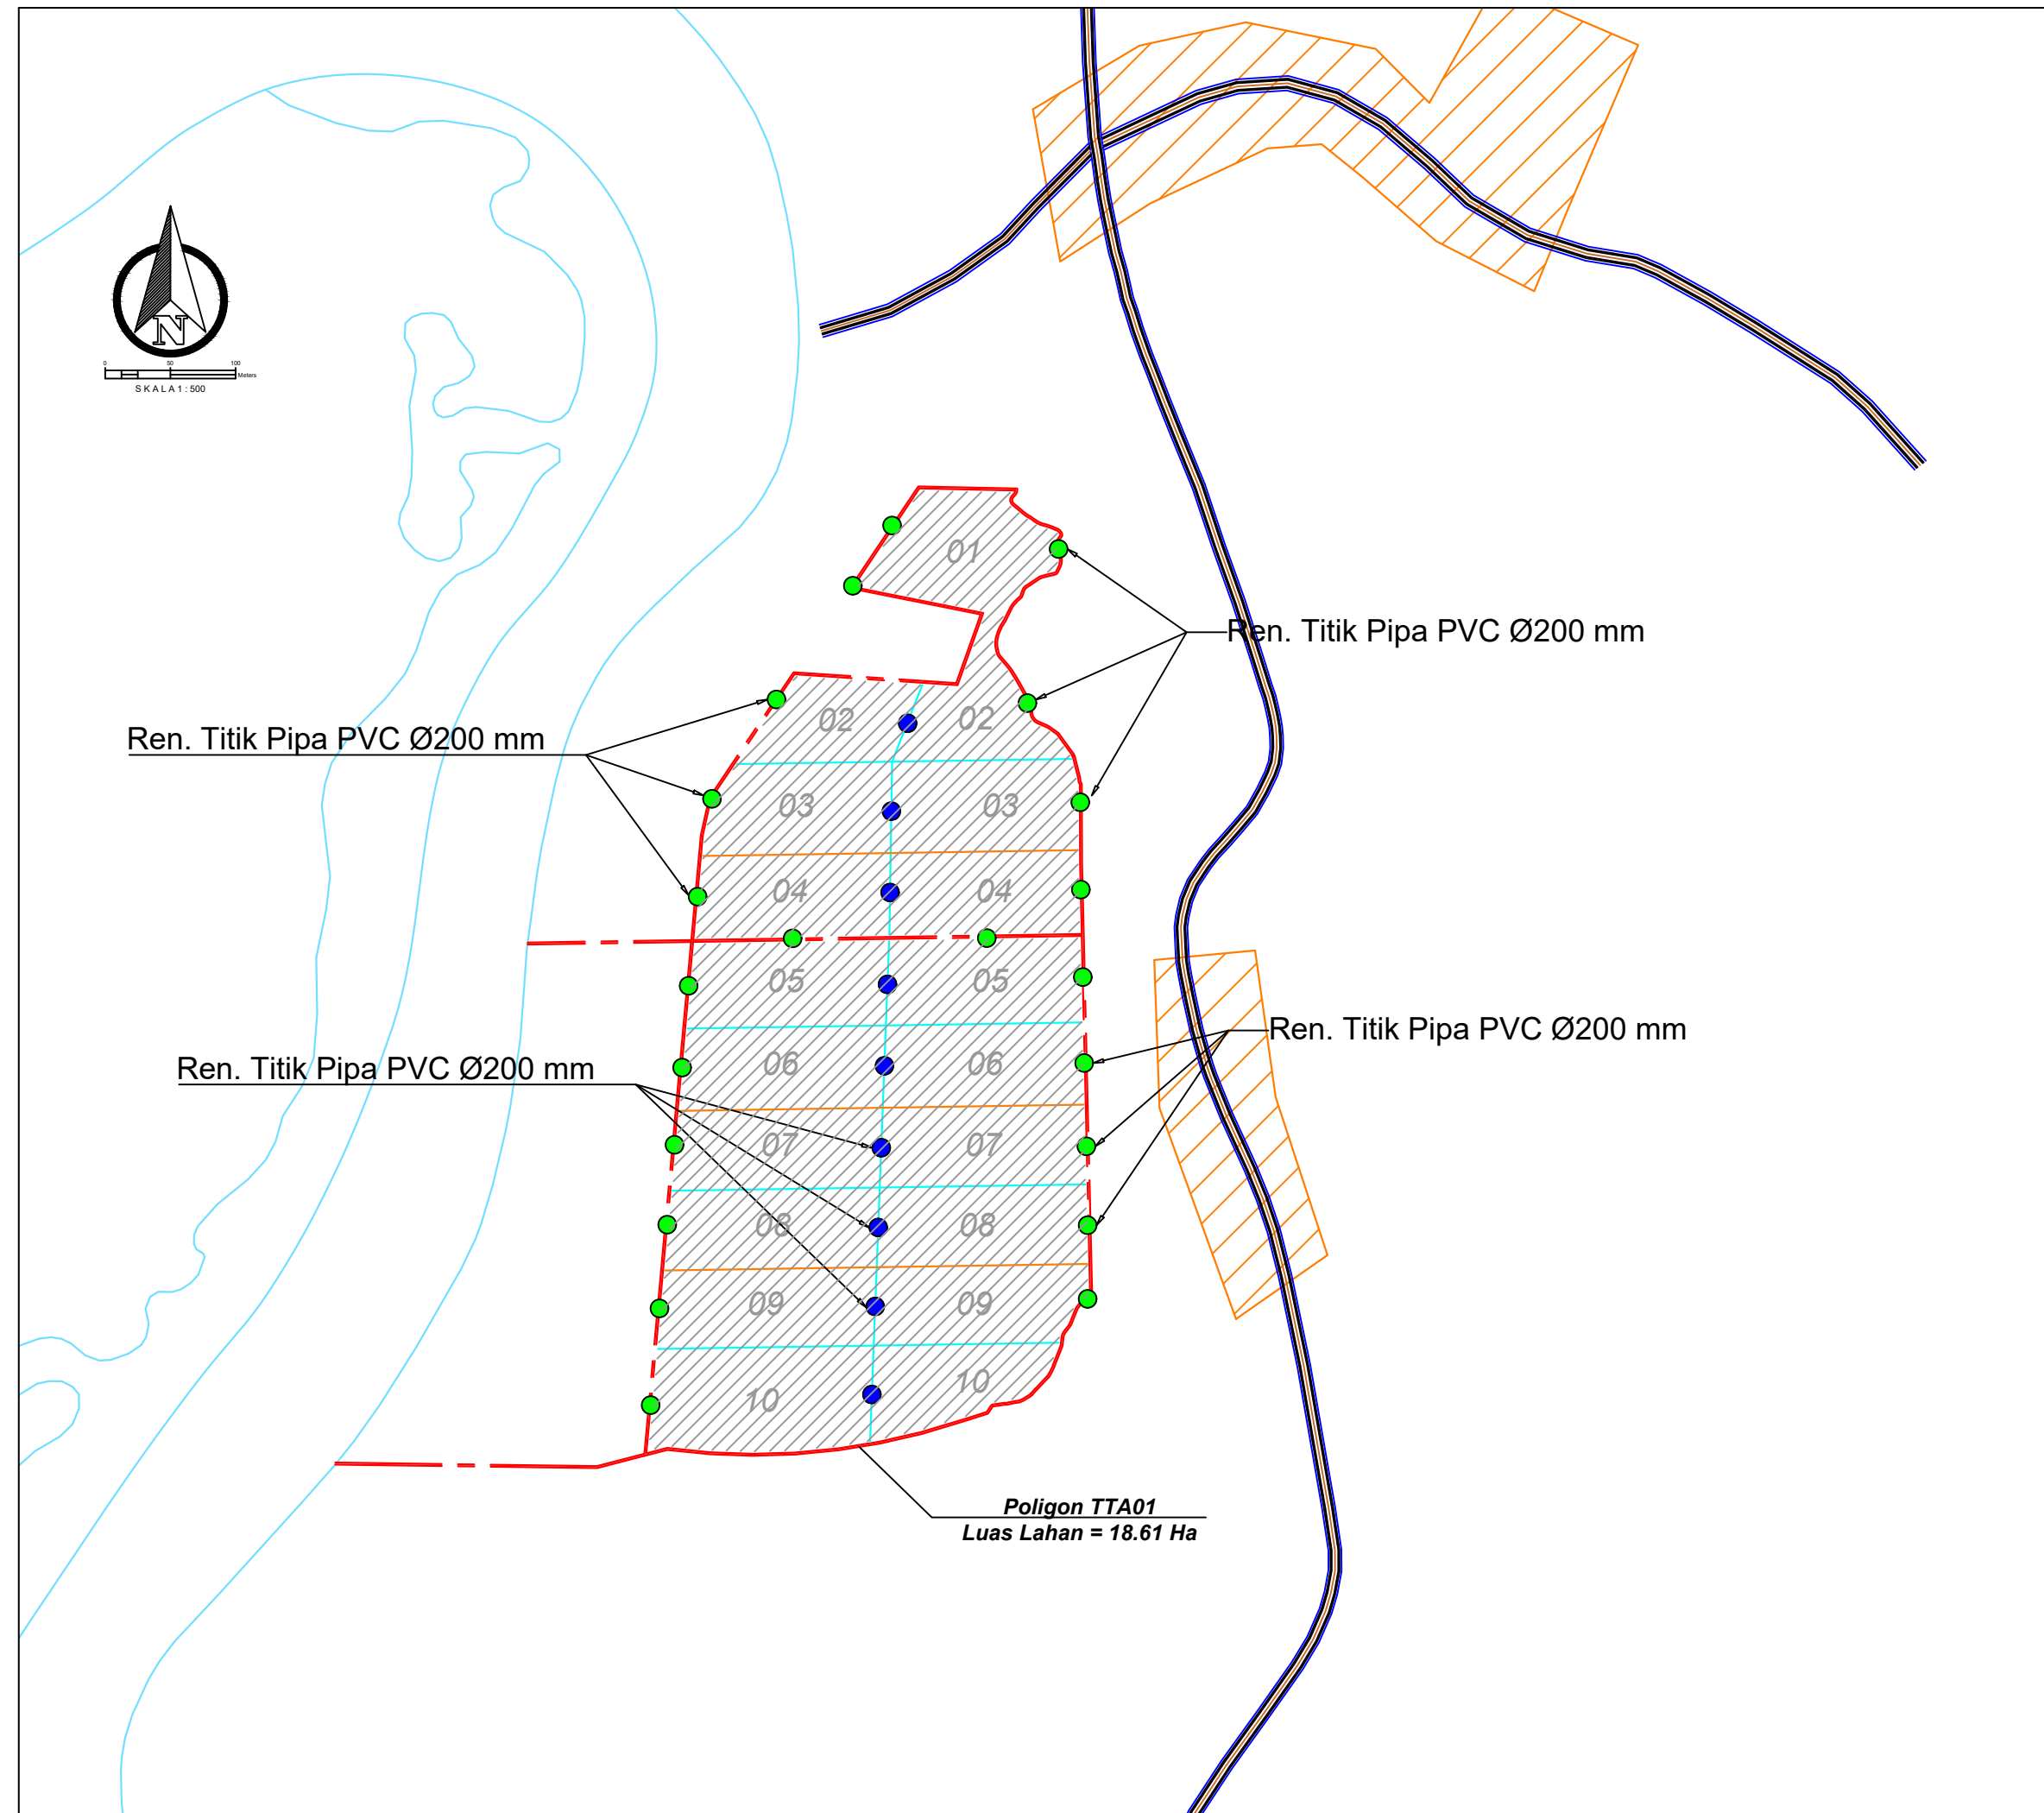 N
0 50 100
Meters
SKALA 1 : 500
01
Ren. Titik Pipa PVC Ø200 mm
02 02
Ren. Titik Pipa PVC Ø200 mm
03 03
04 04
05 05
Ren. Titik Pipa PVC Ø200 mm
06 06
Ren. Titik Pipa PVC Ø200 mm
07 07
08 08
09 09
10 10
Poligon TTA01
Luas Lahan = 18.61 Ha